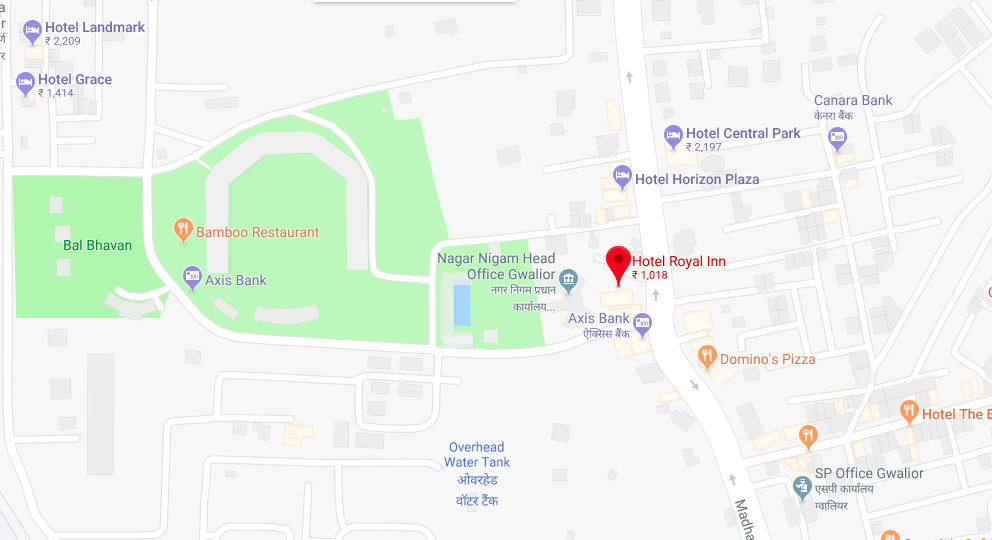 Hotel Landmark
₹ 2,209
Hotel Grace
₹ 1,414
Canara Bank
केनरा बैंक
Hotel Central Park
₹ 2,197
Hotel Horizon Plaza
Bamboo Restaurant
Bal Bhavan
Axis Bank
Nagar Nigam Head
Office Gwalior
नगर निगम प्रधान
कार्यालय...
Hotel Royal Inn
₹ 1,018
Axis Bank
ऐक्सिस बैंक
Domino's Pizza
Hotel The E
Overhead
Water Tank
ओवरहेड
वॉटर टैंक
SP Office Gwalior
एसपी कार्यालय
ग्वालियर
Madha